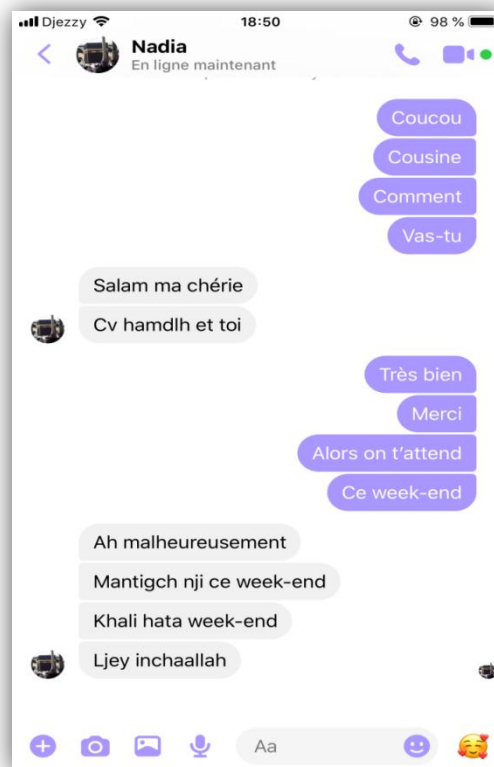 Djezzy 18:50 98 %
Nadia
En ligne maintenant
Coucou
Cousine
Comment
Vas-tu
Salam ma chérie
Cv hamdlh et toi
Très bien
Merci
Alors on t'attend
Ce week-end
Ah malheureusement
Mantigch nji ce week-end
Khali hata week-end
Ljey inchaallah
Aa